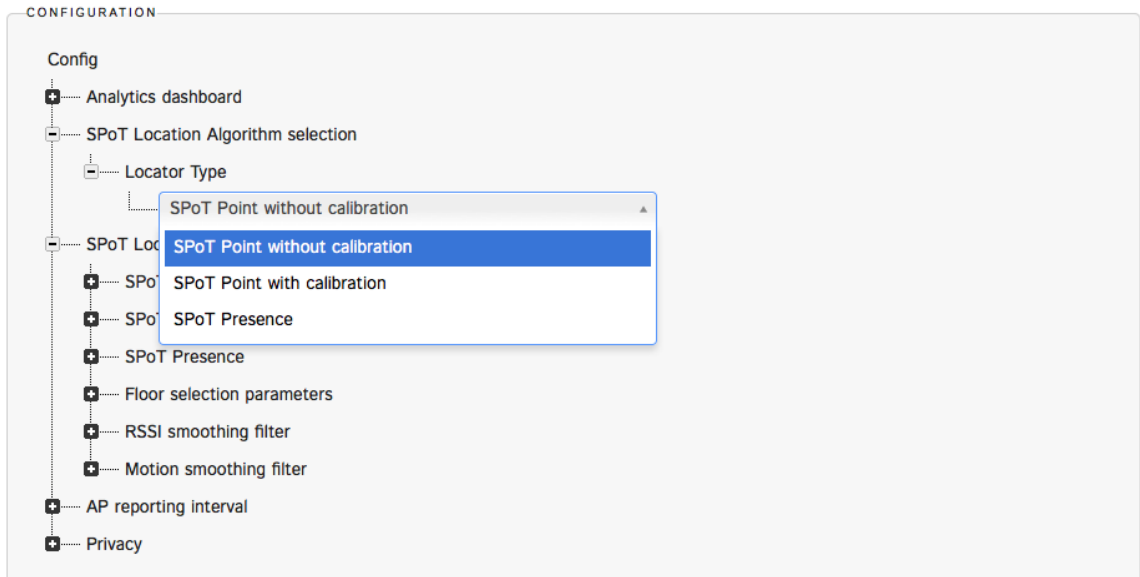 CONFIGURATION
Config
Analytics dashboard
SPoT Location Algorithm selection
Locator Type
SPoT Point without calibration
SPoT Loc
SPoT Point without calibration
SPoT
SPoT Point with calibration
SPoT
SPoT Presence
SPoT Presence
Floor selection parameters
RSSI smoothing filter
Motion smoothing filter
AP reporting interval
Privacy